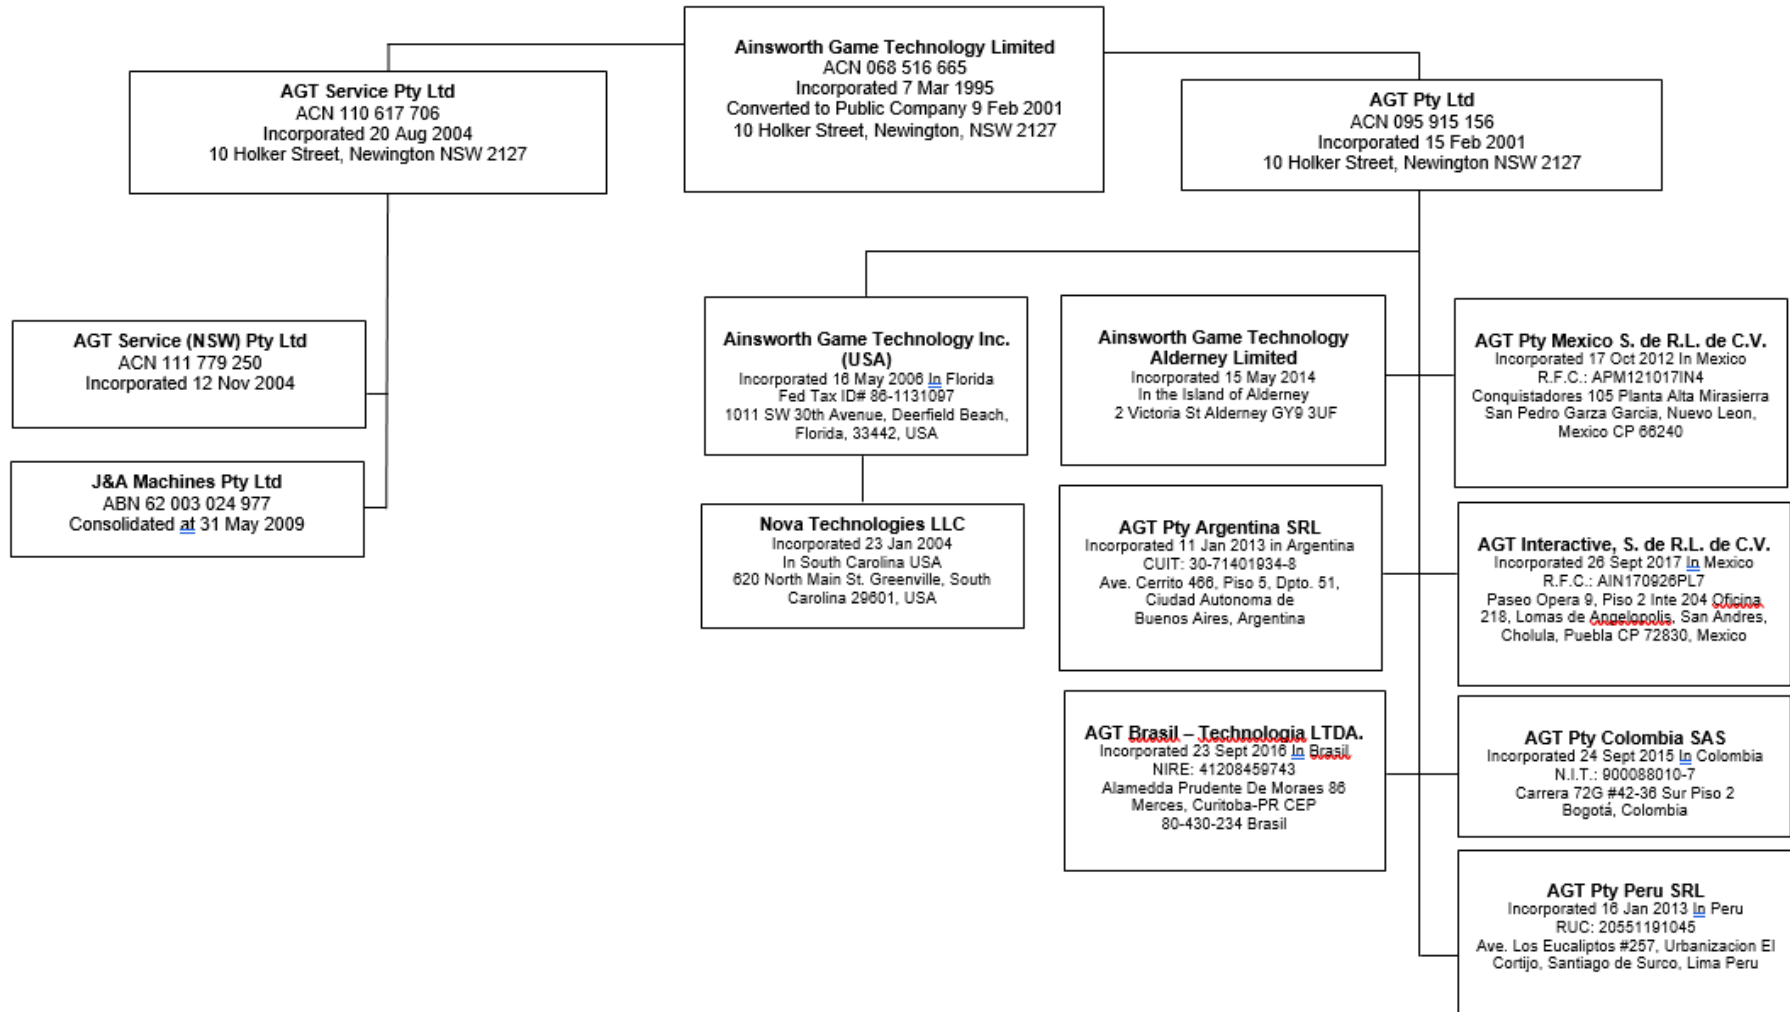 Ainsworth Game Technology Limited
ACN 068 516 665
Incorporated 7 Mar 1995
Converted to Public Company 9 Feb 2001
10 Holker Street, Newington, NSW 2127
AGT Service Pty Ltd
ACN 110 617 706
Incorporated 20 Aug 2004
10 Holker Street, Newington NSW 2127
AGT Pty Ltd
ACN 095 915 156
Incorporated 15 Feb 2001
10 Holker Street, Newington NSW 2127
AGT Service (NSW) Pty Ltd
ACN 111 779 250
Incorporated 12 Nov 2004
J&A Machines Pty Ltd
ABN 62 003 024 977
Consolidated at 31 May 2009
Ainsworth Game Technology Inc.
(USA)
Incorporated 16 May 2006 In Florida
Fed Tax ID# 86-1131097
1011 SW 30th Avenue, Deerfield Beach,
Florida, 33442, USA
Nova Technologies LLC
Incorporated 23 Jan 2004
In South Carolina USA
620 North Main St. Greenville, South
Carolina 29601, USA
Ainsworth Game Technology
Alderney Limited
Incorporated 15 May 2014
In the Island of Alderney
2 Victoria St Alderney GY9 3UF
AGT Pty Mexico S. de R.L. de C.V.
Incorporated 17 Oct 2012 In Mexico
R.F.C.: APM121017IN4
Conquistadores 105 Planta Alta Mirasierra
San Pedro Garza Garcia, Nuevo Leon,
Mexico CP 66240
AGT Pty Argentina SRL
Incorporated 11 Jan 2013 in Argentina
CUIT: 30-71401934-8
Ave. Cerrito 466, Piso 5, Dpto. 51,
Ciudad Autonoma de
Buenos Aires, Argentina
AGT Interactive, S. de R.L. de C.V.
Incorporated 26 Sept 2017 In Mexico
R.F.C.: AIN170926PL7
Paseo Opera 9, Piso 2 Inte 204 Oficina
218, Lomas de Angelopolis, San Andres,
Cholula, Puebla CP 72830, Mexico
AGT Brasil – Technologia LTDA.
Incorporated 23 Sept 2016 In Brasil
NIRE: 41208459743
Alamedda Prudente De Moraes 86
Merces, Curitoba-PR CEP
80-430-234 Brasil
AGT Pty Colombia SAS
Incorporated 24 Sept 2015 In Colombia
N.I.T.: 900088010-7
Carrera 72G #42-36 Sur Piso 2
Bogotá, Colombia
AGT Pty Peru SRL
Incorporated 16 Jan 2013 In Peru
RUC: 20551191045
Ave. Los Eucaliptos #257, Urbanizacion El
Cortijo, Santiago de Surco, Lima Peru